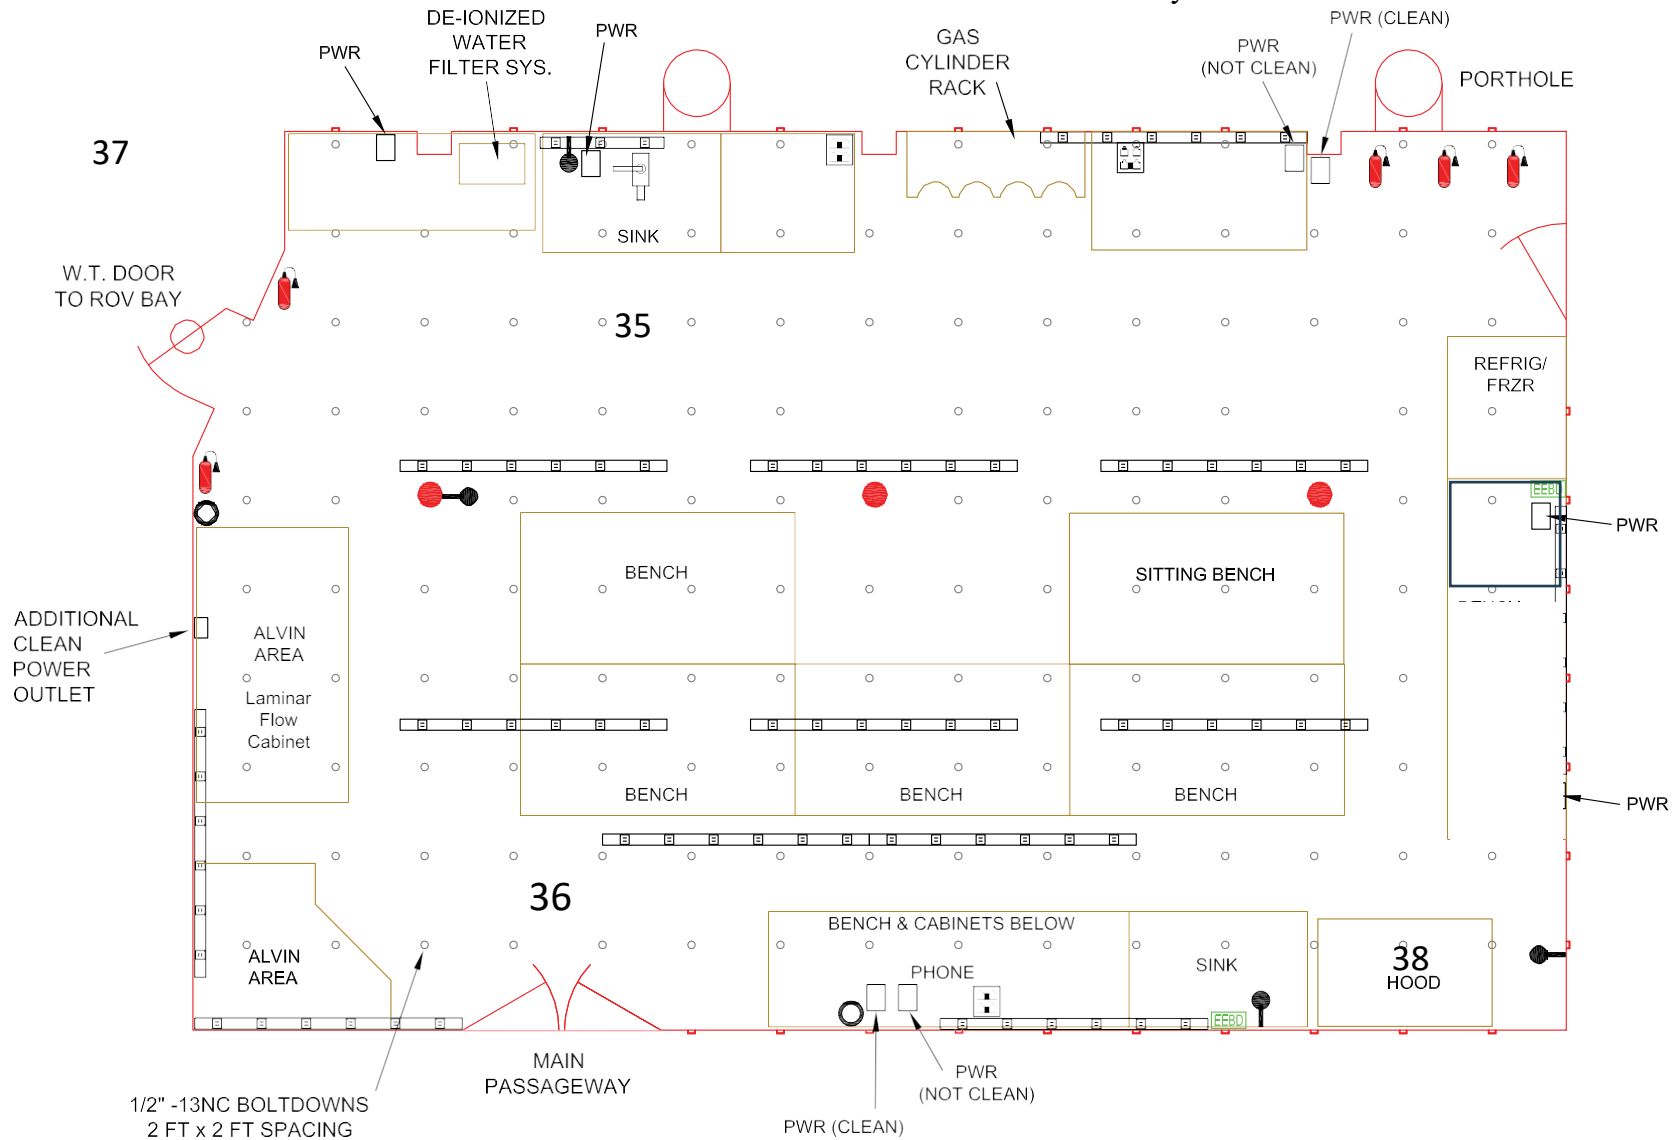 PWR (CLEAN)
DE-IONIZED
WATER
FILTER SYS.
PWR
PWR
GAS
CYLINDER
RACK
PWR
(NOT CLEAN)
PORTHOLE
37
SINK
W.T. DOOR
TO ROV BAY
35
REFRIG/
FRZR
EEBD
PWR
BENCH
SITTING BENCH
ADDITIONAL
CLEAN
POWER
OUTLET
ALVIN
AREA
Laminar
Flow
Cabinet
BENCH
BENCH
BENCH
PWR
36
BENCH & CABINETS BELOW
PHONE
SINK
38
HOOD
ALVIN
AREA
EEBD
MAIN
PASSAGEWAY
PWR
(NOT CLEAN)
PWR (CLEAN)
1/2" -13NC BOLTDOWNS
2 FT x 2 FT SPACING